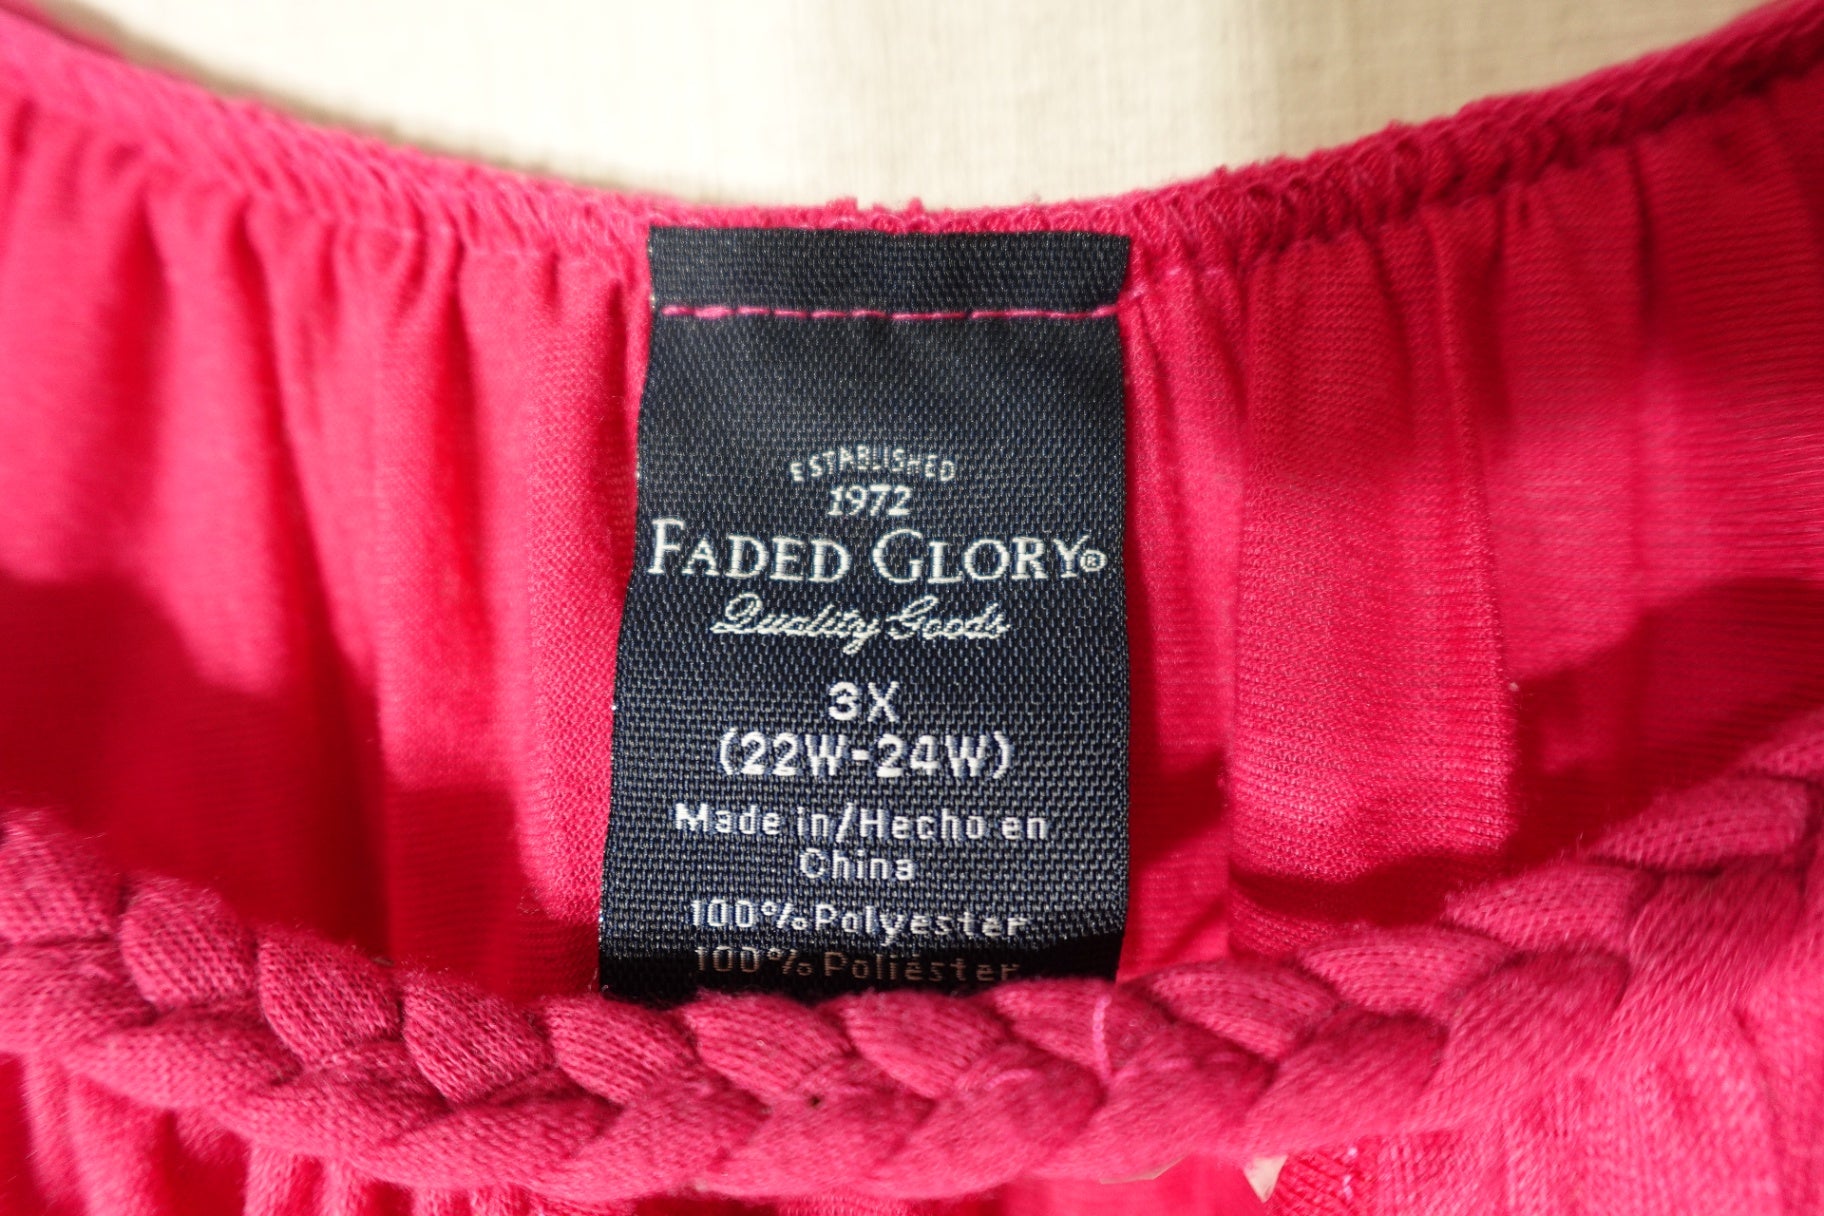 ESTABLISHED
1972
FADED GLORY®
Quality Goods
3X
(22W-24W)
Made in/Hecho en
China
100% Polyester
100% Poliéster